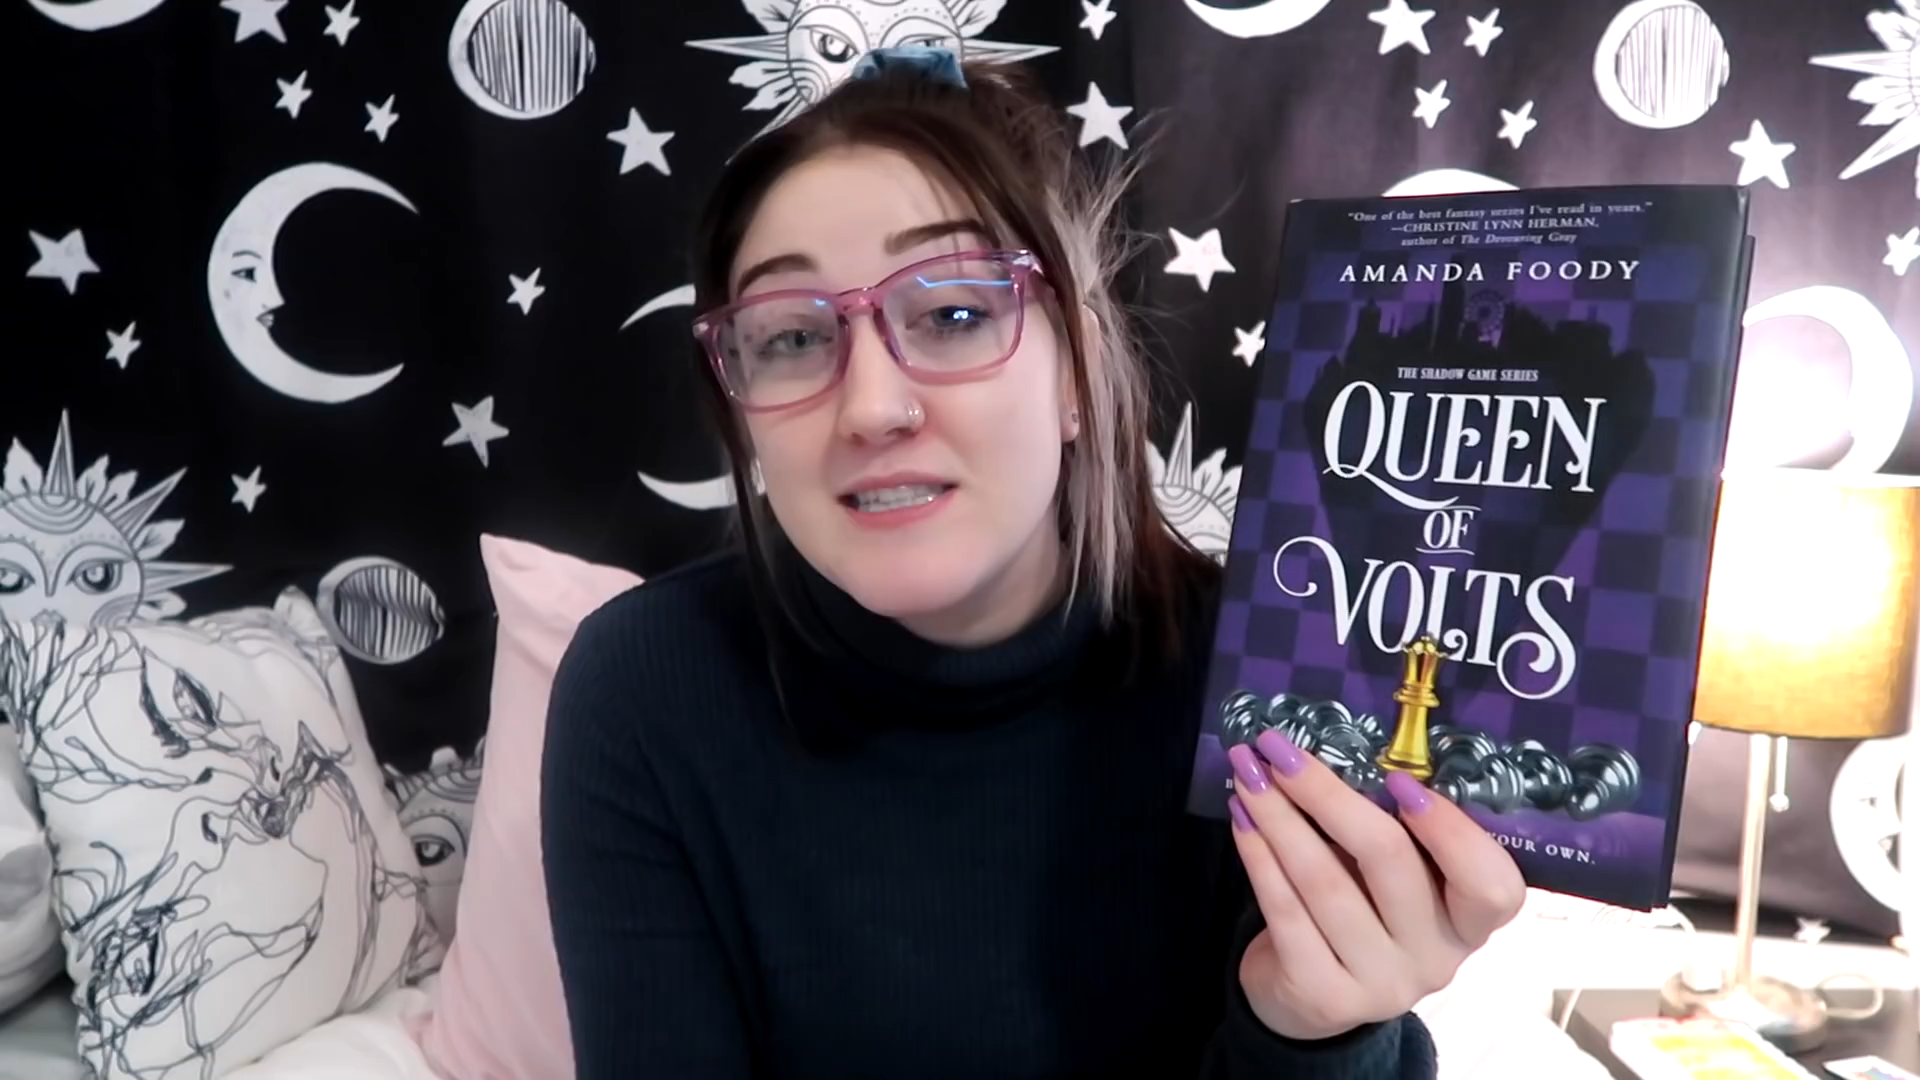 "One of the best fantasy series I've read in years."
—CHRISTINE LYNN HERMAN,
author of The Devouring Gray
AMANDA FOODY
THE SHADOW GAME SERIES
QUEEN
OF
VOLTS
YOUR OWN.